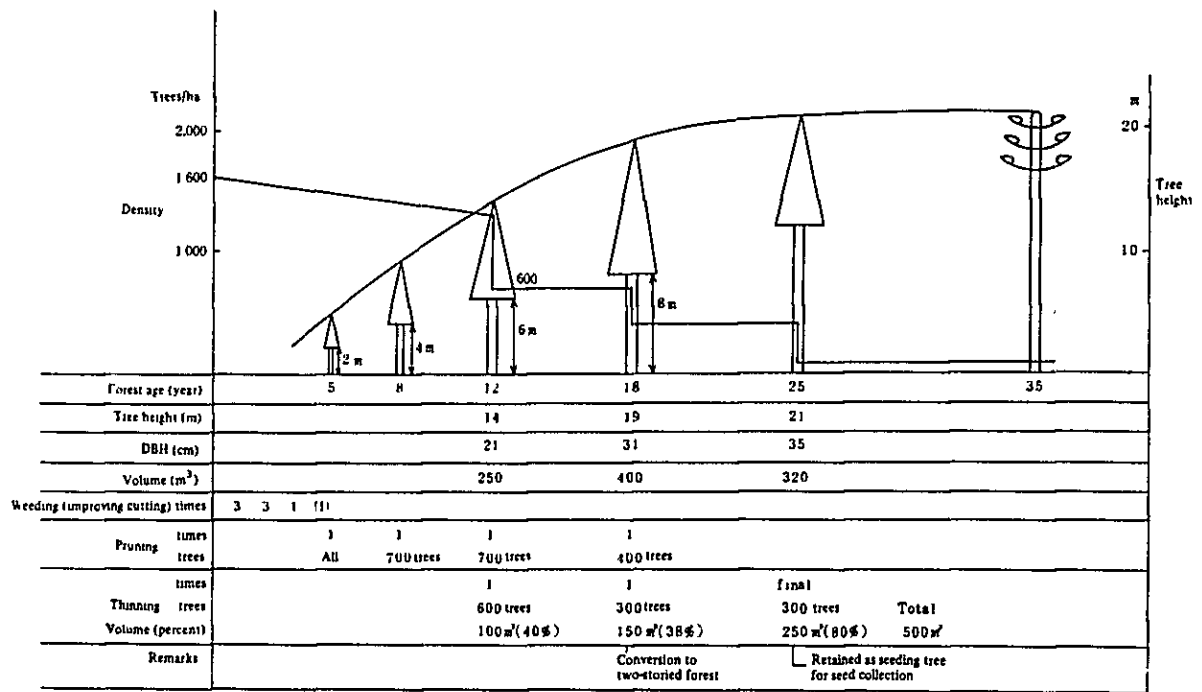 Trees/ha
2,000
1 600
Density
1 000
m
20
Tree
height
10
600
2 m
4 m
6 m
8 m
Forest age (year) 5 8 12 18 25 35
Tree height (m) 14 19 21
DBH (cm) 21 31 35
Volume (m³) 250 400 320
Weeding (improving cutting) times 3 3 1 (1)
Pruning
times 1 1 1 1
trees All 700 trees 700 trees 400 trees
times 1 1 final
Thinning trees 600 trees 300 trees 300 trees Total
Volume (percent) 100 m³ (40%) 150 m³ (38%) 250 m³ (80%) 500 m³
Remarks
Conversion to
two-storied forest
Retained as seeding tree
for seed collection